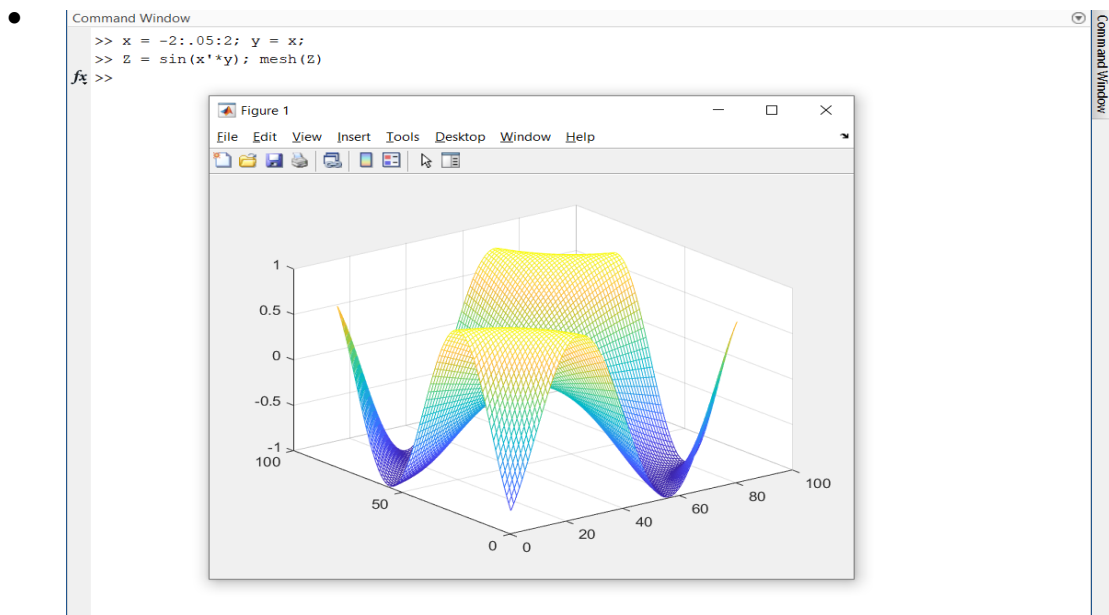 Command Window
>> x = -2:.05:2; y = x;
>> Z = sin(x'*y); mesh(Z)
fx >>
Command Window
Figure 1
File Edit View Insert Tools Desktop Window Help
1
0.5
0
-0.5
-1
100
50
0
0
20
40
60
80
100